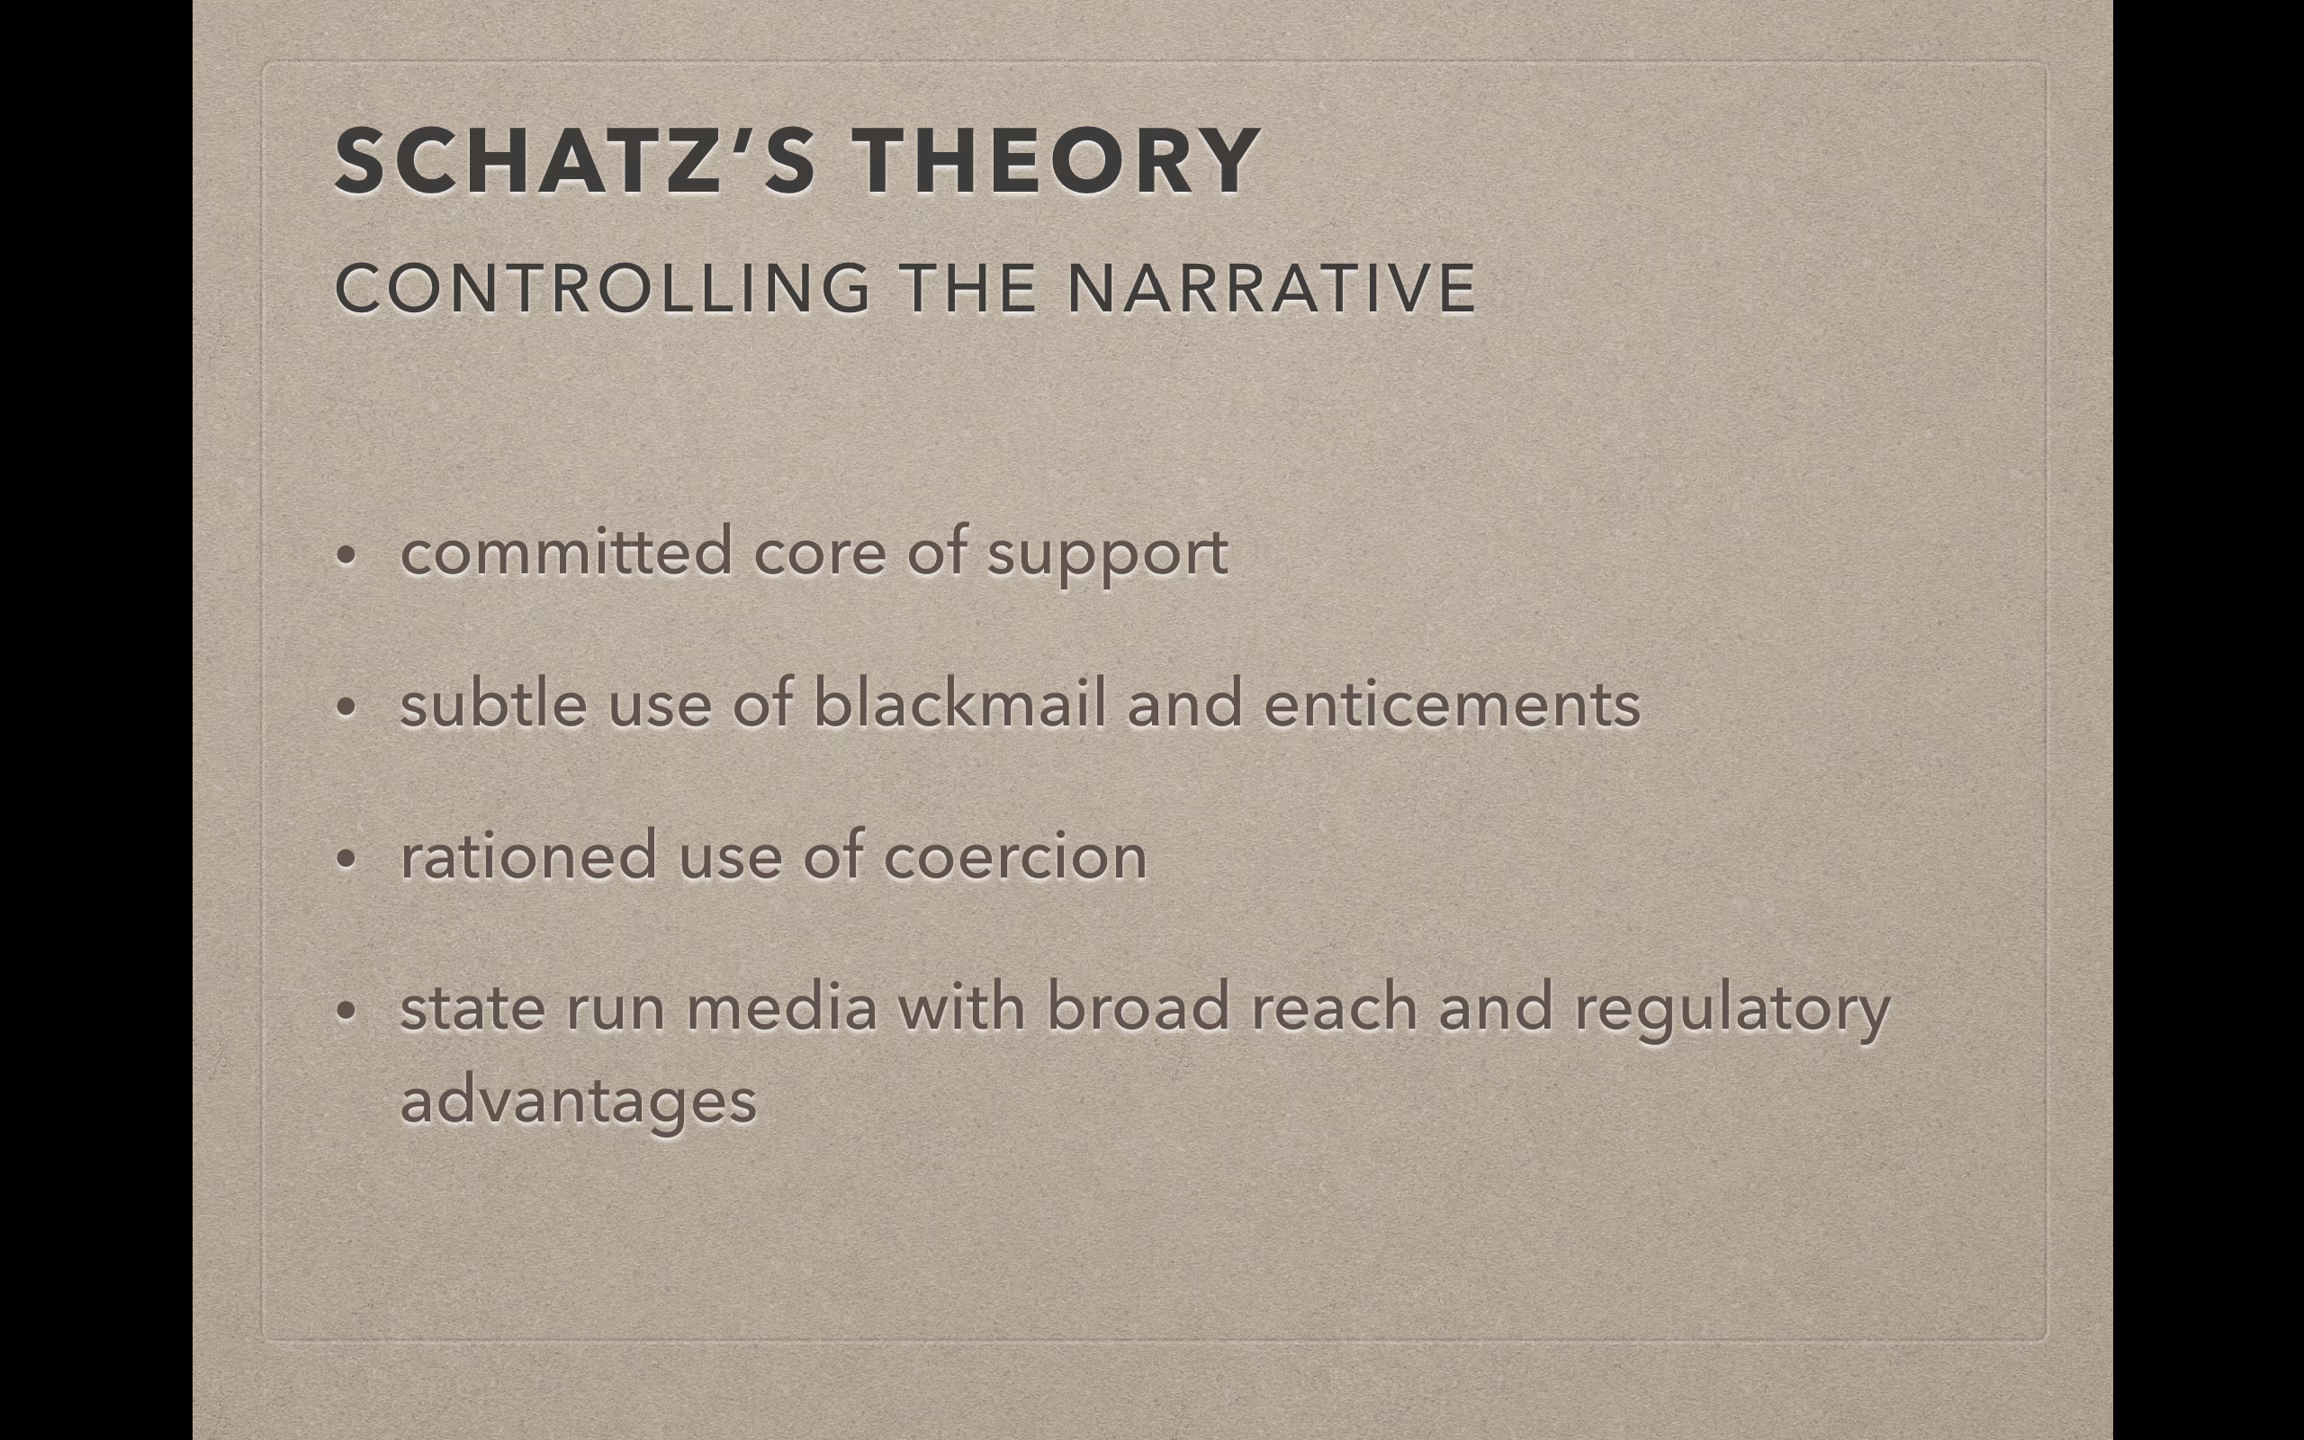 SCHATZ’S THEORY
CONTROLLING THE NARRATIVE
• committed core of support
• subtle use of blackmail and enticements
• rationed use of coercion
• state run media with broad reach and regulatory
advantages